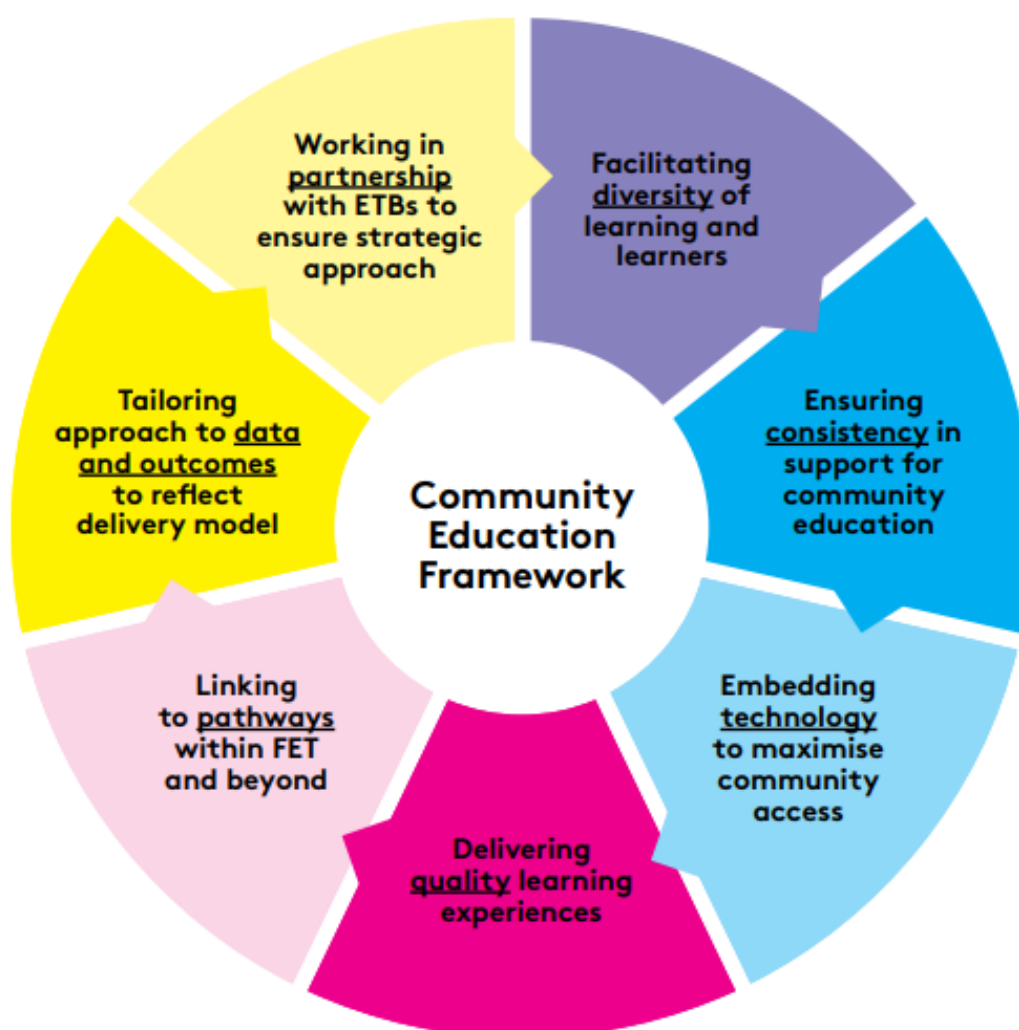 Working in
partnership
with ETBs to
ensure strategic
approach
Facilitating
diversity of
learning and
learners
Ensuring
consistency in
support for
community
education
Embedding
technology
to maximise
community
access
Delivering
quality learning
experiences
Linking
to pathways
within FET
and beyond
Tailoring
approach to data
and outcomes
to reflect
delivery model
Community
Education
Framework